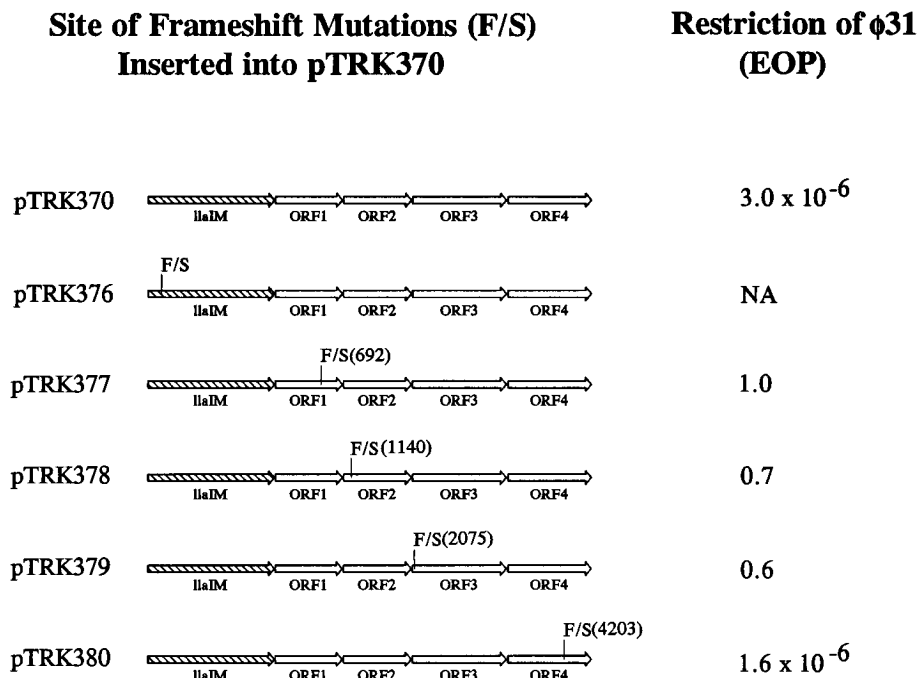 Site of Frameshift Mutations (F/S)
Inserted into pTRK370
Restriction of ϕ31
(EOP)
pTRK370 llaIM ORF1 ORF2 ORF3 ORF4 3.0 x 10^-6
F/S
pTRK376 llaIM ORF1 ORF2 ORF3 ORF4 NA
F/S(692)
pTRK377 llaIM ORF1 ORF2 ORF3 ORF4 1.0
F/S(1140)
pTRK378 llaIM ORF1 ORF2 ORF3 ORF4 0.7
F/S(2075)
pTRK379 llaIM ORF1 ORF2 ORF3 ORF4 0.6
F/S(4203)
pTRK380 llaIM ORF1 ORF2 ORF3 ORF4 1.6 x 10^-6